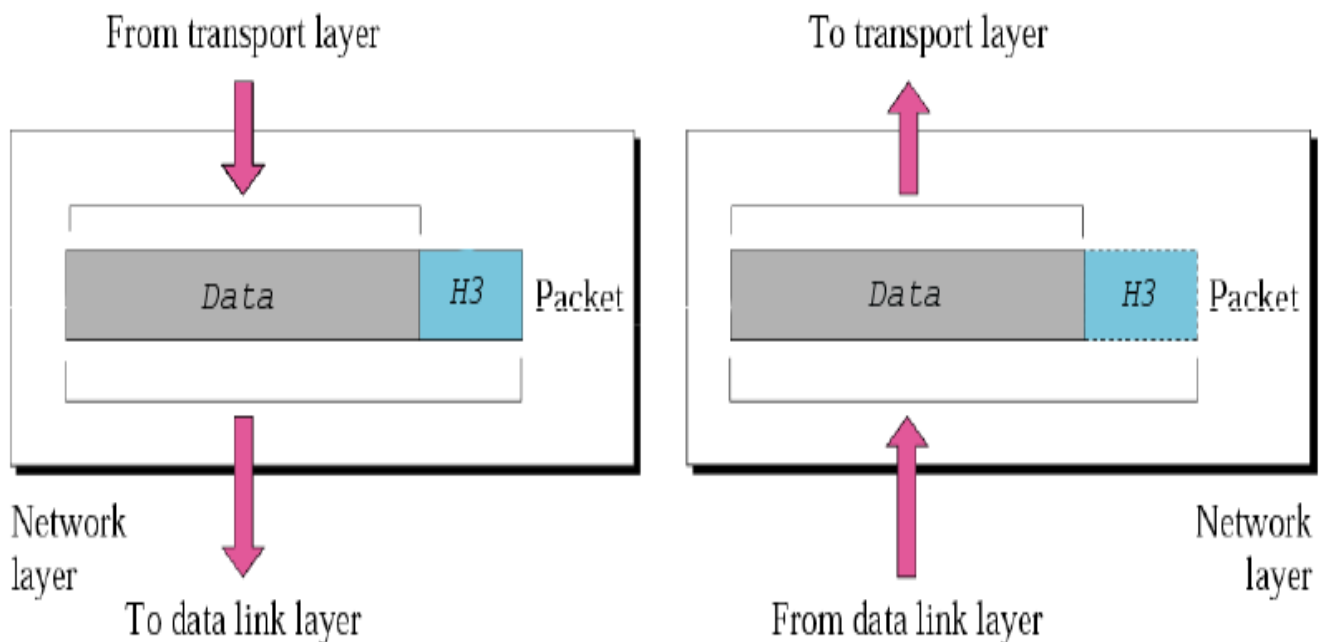 From transport layer
To transport layer
Data
H3
Packet
Data
H3
Packet
Network
layer
Network
layer
To data link layer
From data link layer